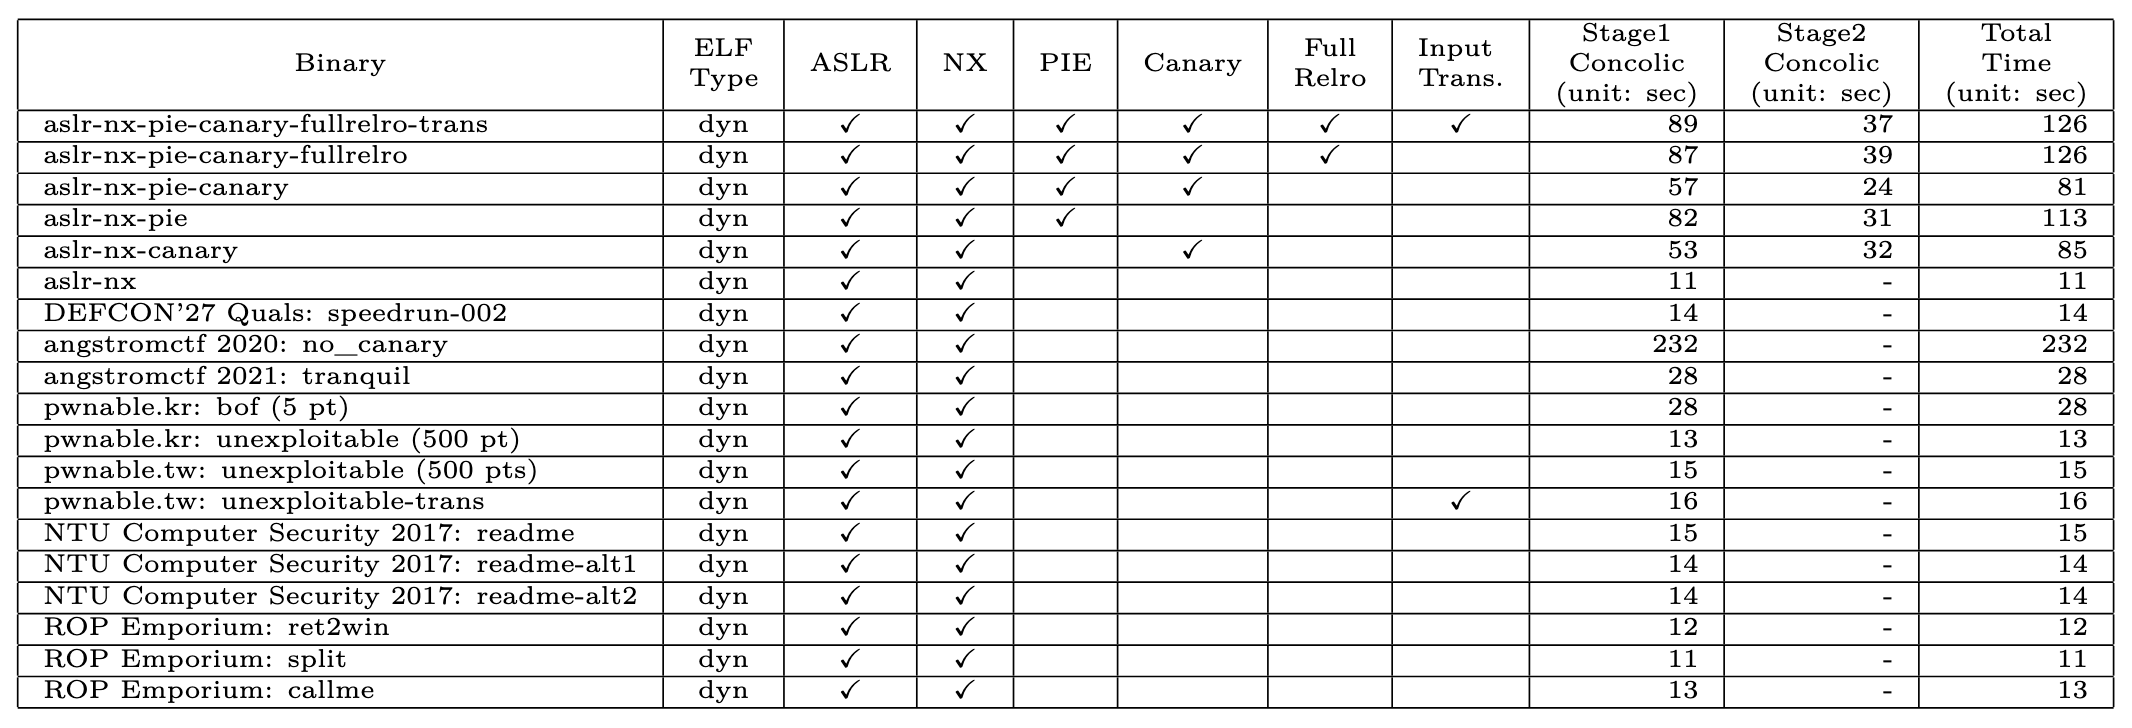 Binary | ELF Type | ASLR | NX | PIE | Canary | Full Relro | Input Trans. | Stage1 Concolic (unit: sec) | Stage2 Concolic (unit: sec) | Total Time (unit: sec)
aslr-nx-pie-canary-fullrelro-trans | dyn | ✓ | ✓ | ✓ | ✓ | ✓ | ✓ | 89 | 37 | 126
aslr-nx-pie-canary-fullrelro | dyn | ✓ | ✓ | ✓ | ✓ | ✓ | | 87 | 39 | 126
aslr-nx-pie-canary | dyn | ✓ | ✓ | ✓ | ✓ | | | 57 | 24 | 81
aslr-nx-pie | dyn | ✓ | ✓ | ✓ | | | | 82 | 31 | 113
aslr-nx-canary | dyn | ✓ | ✓ | | ✓ | | | 53 | 32 | 85
aslr-nx | dyn | ✓ | ✓ | | | | | 11 | - | 11
DEFCON'27 Quals: speedrun-002 | dyn | ✓ | ✓ | | | | | 14 | - | 14
angstromctf 2020: no_canary | dyn | ✓ | ✓ | | | | | 232 | - | 232
angstromctf 2021: tranquil | dyn | ✓ | ✓ | | | | | 28 | - | 28
pwnable.kr: bof (5 pt) | dyn | ✓ | ✓ | | | | | 28 | - | 28
pwnable.kr: unexploitable (500 pt) | dyn | ✓ | ✓ | | | | | 13 | - | 13
pwnable.tw: unexploitable (500 pts) | dyn | ✓ | ✓ | | | | | 15 | - | 15
pwnable.tw: unexploitable-trans | dyn | ✓ | ✓ | | | | ✓ | 16 | - | 16
NTU Computer Security 2017: readme | dyn | ✓ | ✓ | | | | | 15 | - | 15
NTU Computer Security 2017: readme-alt1 | dyn | ✓ | ✓ | | | | | 14 | - | 14
NTU Computer Security 2017: readme-alt2 | dyn | ✓ | ✓ | | | | | 14 | - | 14
ROP Emporium: ret2win | dyn | ✓ | ✓ | | | | | 12 | - | 12
ROP Emporium: split | dyn | ✓ | ✓ | | | | | 11 | - | 11
ROP Emporium: callme | dyn | ✓ | ✓ | | | | | 13 | - | 13